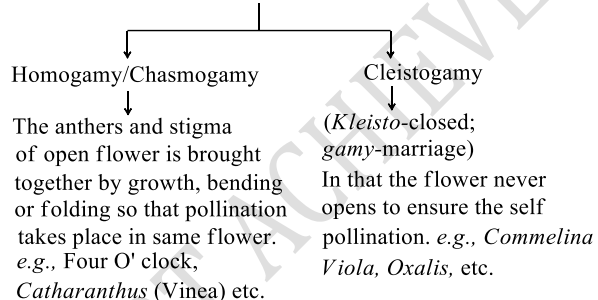 Homogamy/Chasmogamy
The anthers and stigma
of open flower is brought
together by growth, bending
or folding so that pollination
takes place in same flower.
e.g., Four O' clock,
Catharanthus (Vinea) etc.
Cleistogamy
(Kleisto-closed;
gamy-marriage)
In that the flower never
opens to ensure the self
pollination. e.g., Commelina
Viola, Oxalis, etc.